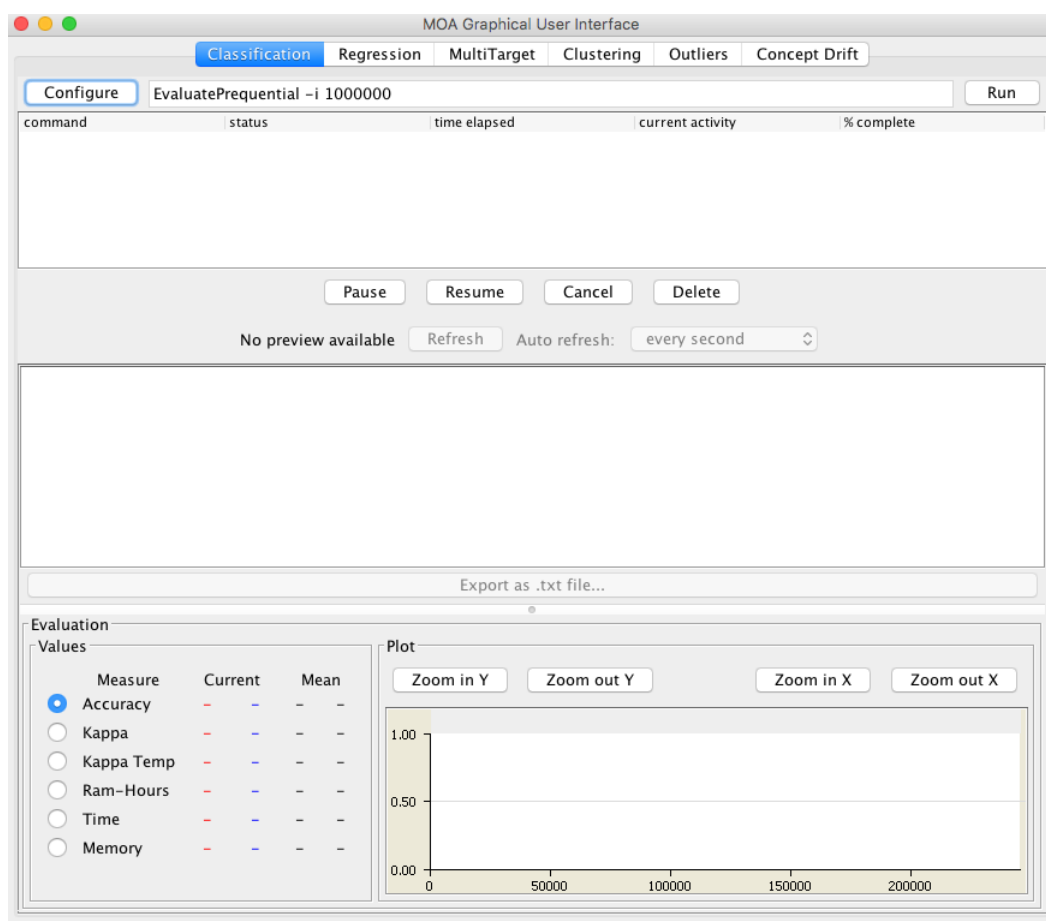 MOA Graphical User Interface
Classification Regression MultiTarget Clustering Outliers Concept Drift
Configure EvaluatePrequential -i 1000000 Run
command status time elapsed current activity % complete
Pause Resume Cancel Delete
No preview available Refresh Auto refresh: every second
Export as .txt file...
Evaluation
Values
Measure Current Mean
Accuracy - - - -
Kappa - - - -
Kappa Temp - - - -
Ram-Hours - - - -
Time - - - -
Memory - - - -
Plot
Zoom in Y Zoom out Y Zoom in X Zoom out X
1.00
0.50
0.00
0 50000 100000 150000 200000